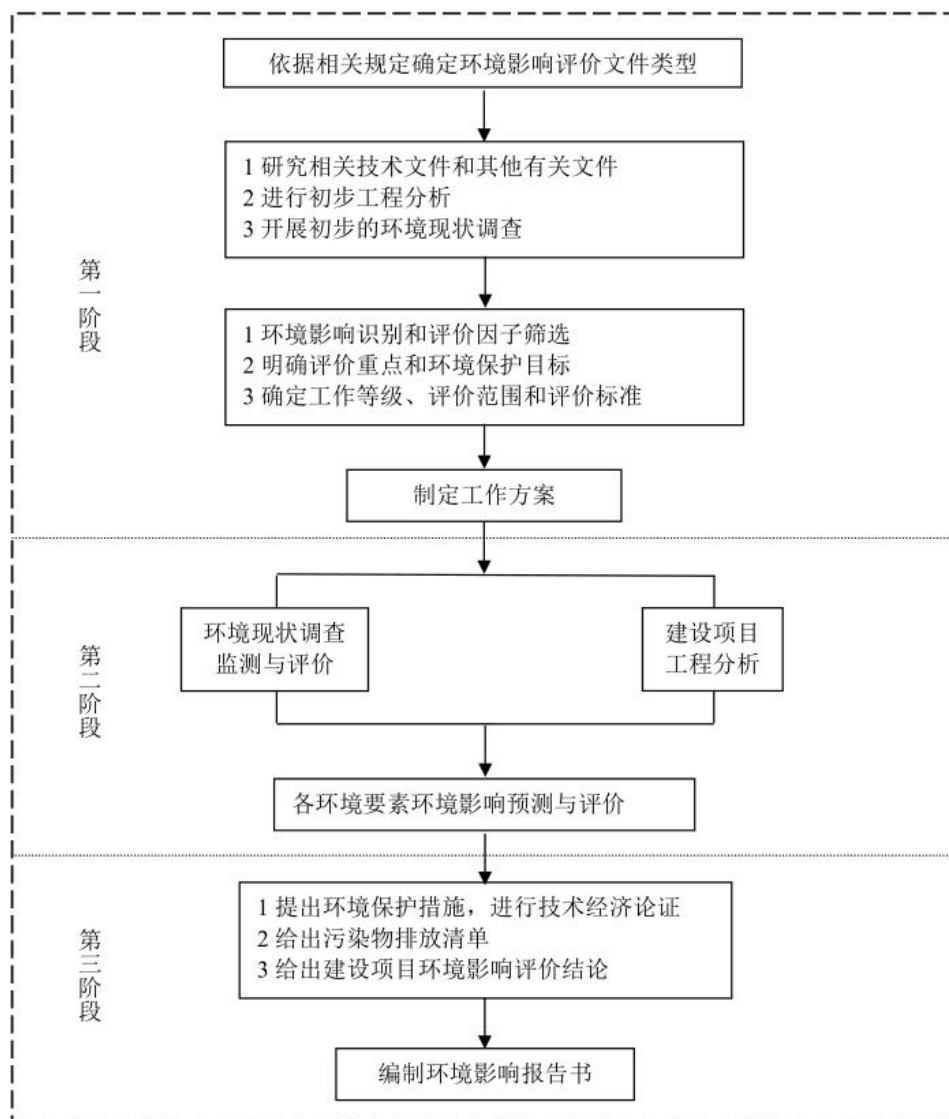 依据相关规定确定环境影响评价文件类型
1 研究相关技术文件和其他有关文件
2 进行初步工程分析
3 开展初步的环境现状调查
第一阶段
1 环境影响识别和评价因子筛选
2 明确评价重点和环境保护目标
3 确定工作等级、评价范围和评价标准
制定工作方案
第二阶段
环境现状调查
监测与评价
建设项目
工程分析
各环境要素环境影响预测与评价
第三阶段
1 提出环境保护措施，进行技术经济论证
2 给出污染物排放清单
3 给出建设项目环境影响评价结论
编制环境影响报告书